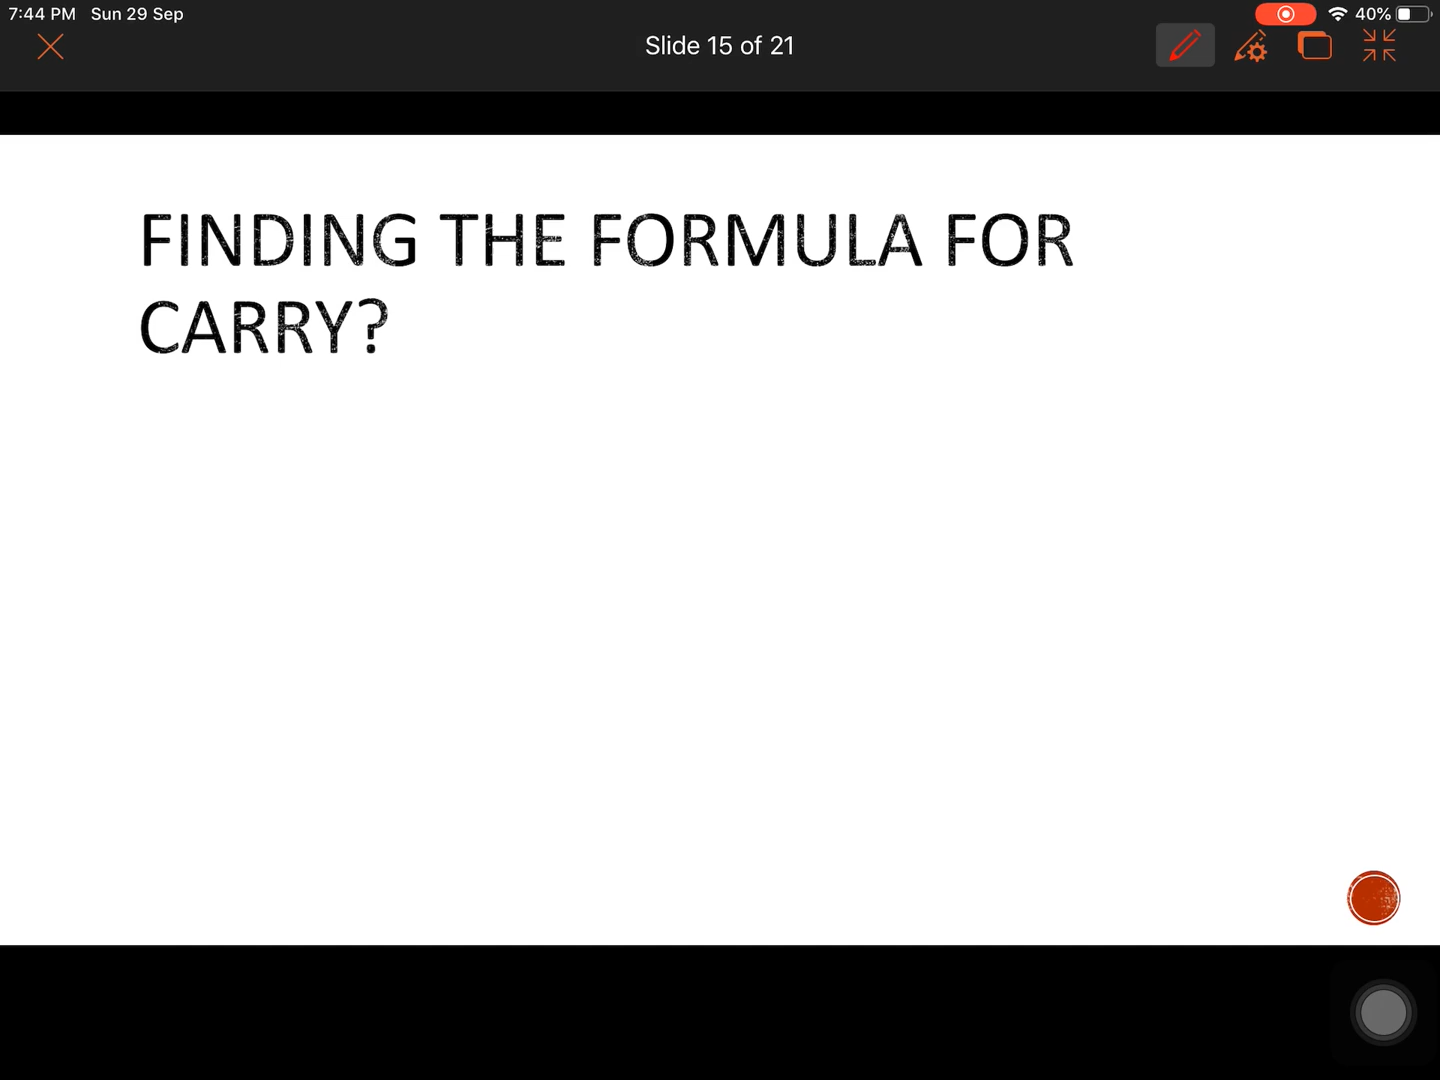 7:44 PM Sun 29 Sep
40%
Slide 15 of 21
FINDING THE FORMULA FOR
CARRY?